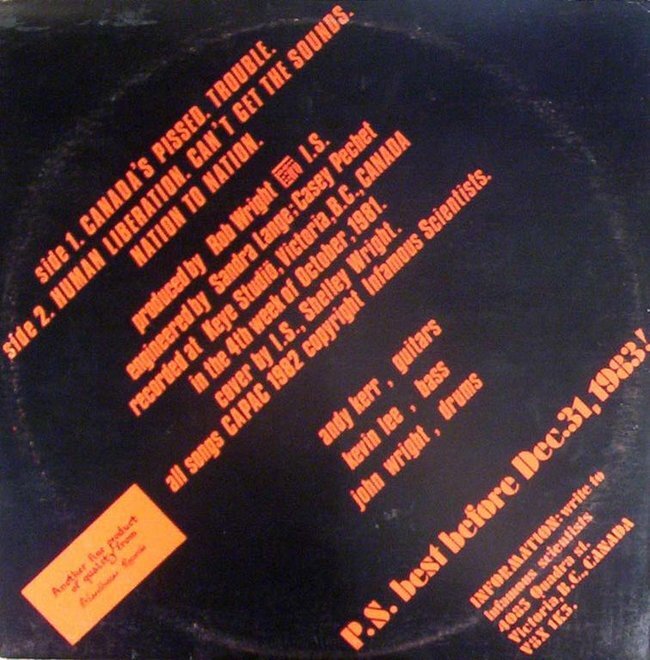 side 1. CANADA'S PISSED. TROUBLE.
side 2. HUMAN LIBERATION. CAN'T GET THE SOUNDS.
NATION TO NATION.
produced by Rob Wright I.S.
engineered by Sandra Lange, Casey Pechet
recorded at Keye Studio, Victoria, B.C., CANADA
in the 4th week of October, 1981.
cover by I.S., Shelley Wright.
all songs CAPAC 1982 copyright Infamous Scientists.
andy kerr, guitars
kevin lee, bass
john wright, drums
P.S. best before Dec.31, 1983!
INFORMATION: write to
infamous scientists
4023 Quadra st.
Victoria, B.C., CANADA
V8X 1K5.
Another fine product
of quality from